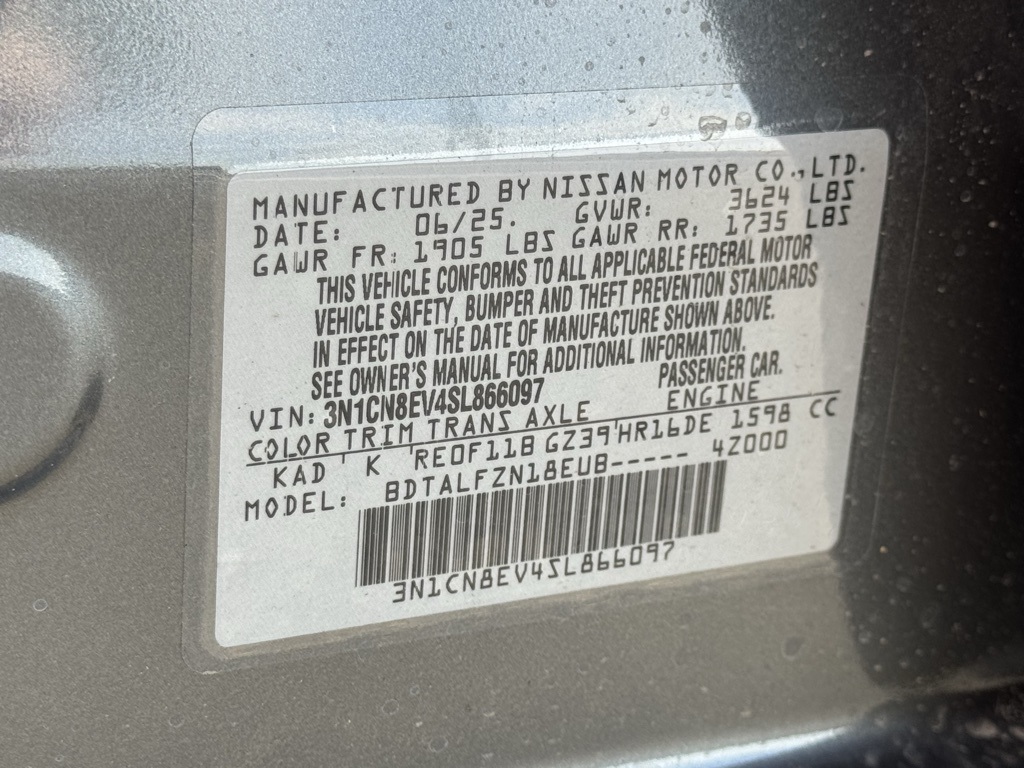 MANUFACTURED BY NISSAN MOTOR CO.,LTD.
DATE: 06/25. GVWR: 3624 LBS
GAWR FR: 1905 LBS GAWR RR: 1735 LBS
THIS VEHICLE CONFORMS TO ALL APPLICABLE FEDERAL MOTOR
VEHICLE SAFETY, BUMPER AND THEFT PREVENTION STANDARDS
IN EFFECT ON THE DATE OF MANUFACTURE SHOWN ABOVE.
SEE OWNER'S MANUAL FOR ADDITIONAL INFORMATION.
VIN: 3N1CN8EV4SL866097 PASSENGER CAR.
COLOR TRIM TRANS AXLE ENGINE
KAD ' K 'RE0F11B GZ39'HR16DE 1598 CC
MODEL: BDTALFZN18EUB----- 4Z000
3N1CN8EV4SL866097